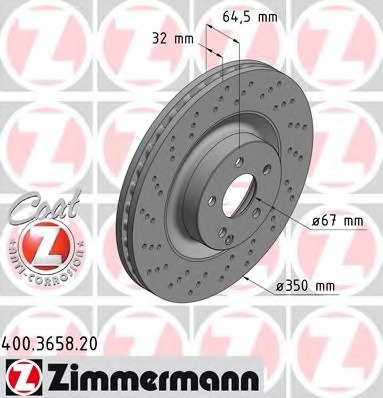 64,5 mm
32 mm
ø67 mm
ø350 mm
Coat
Z
ANTI-CORROSION
400.3658.20
Z Zimmermann